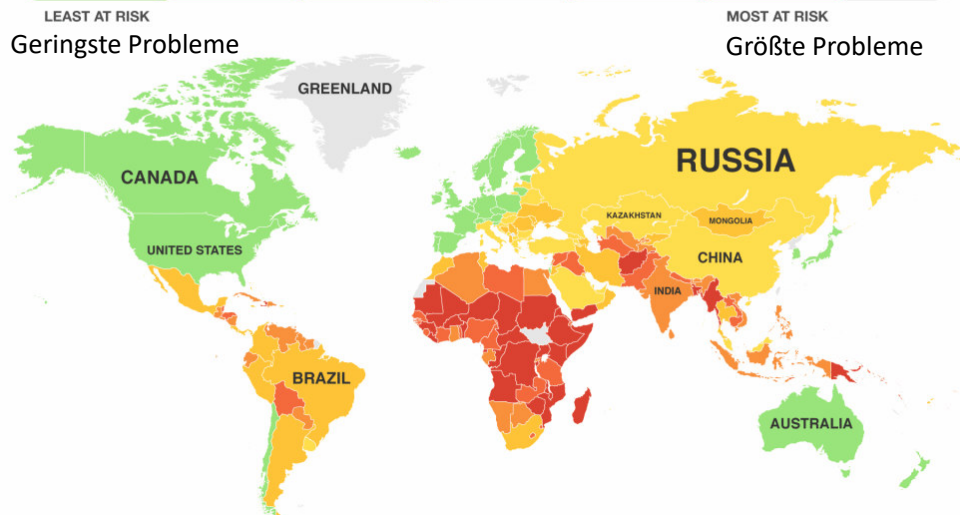 LEAST AT RISK
MOST AT RISK
Geringste Probleme
Größte Probleme
GREENLAND
RUSSIA
CANADA
KAZAKHSTAN
MONGOLIA
UNITED STATES
CHINA
INDIA
BRAZIL
AUSTRALIA